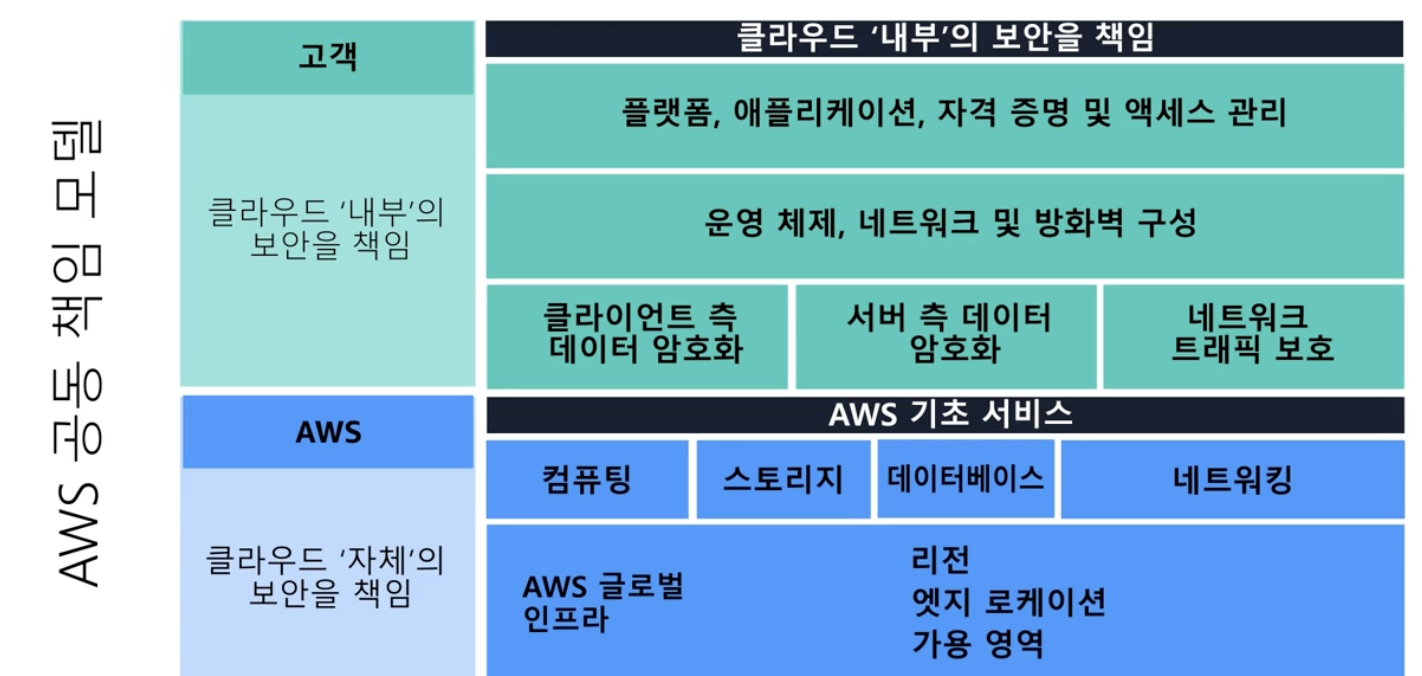 AWS 공동 책임 모델
고객
클라우드 ‘내부’의
보안을 책임
클라우드 ‘내부’의 보안을 책임
플랫폼, 애플리케이션, 자격 증명 및 액세스 관리
운영 체제, 네트워크 및 방화벽 구성
클라이언트 측
데이터 암호화
서버 측 데이터
암호화
네트워크
트래픽 보호
AWS
클라우드 ‘자체’의
보안을 책임
AWS 기초 서비스
컴퓨팅
스토리지
데이터베이스
네트워킹
AWS 글로벌
인프라
리전
엣지 로케이션
가용 영역